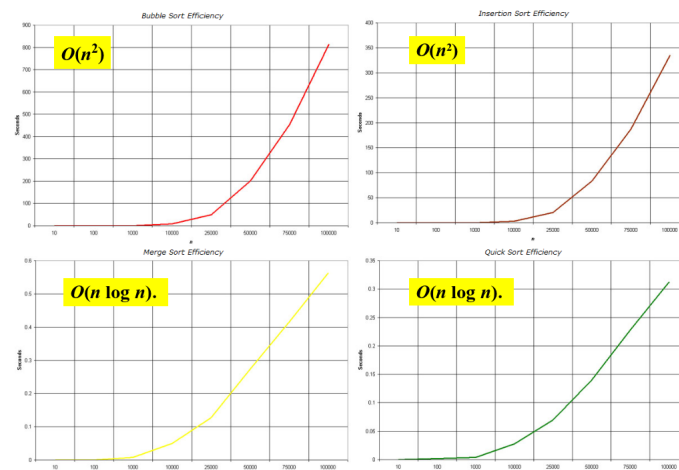 Bubble Sort Efficiency
O(n²)
900
800
700
600
500
400
300
200
100
0
Seconds
10 100 1000 10000 25000 50000 75000 100000
n
Insertion Sort Efficiency
O(n²)
400
350
300
250
200
150
100
50
0
Seconds
10 100 1000 10000 25000 50000 75000 100000
n
Merge Sort Efficiency
O(n log n).
0.6
0.5
0.4
0.3
0.2
0.1
0
Seconds
10 100 1000 10000 25000 50000 75000 100000
Quick Sort Efficiency
O(n log n).
0.35
0.3
0.25
0.2
0.15
0.1
0.05
0
Seconds
10 100 1000 10000 25000 50000 75000 100000